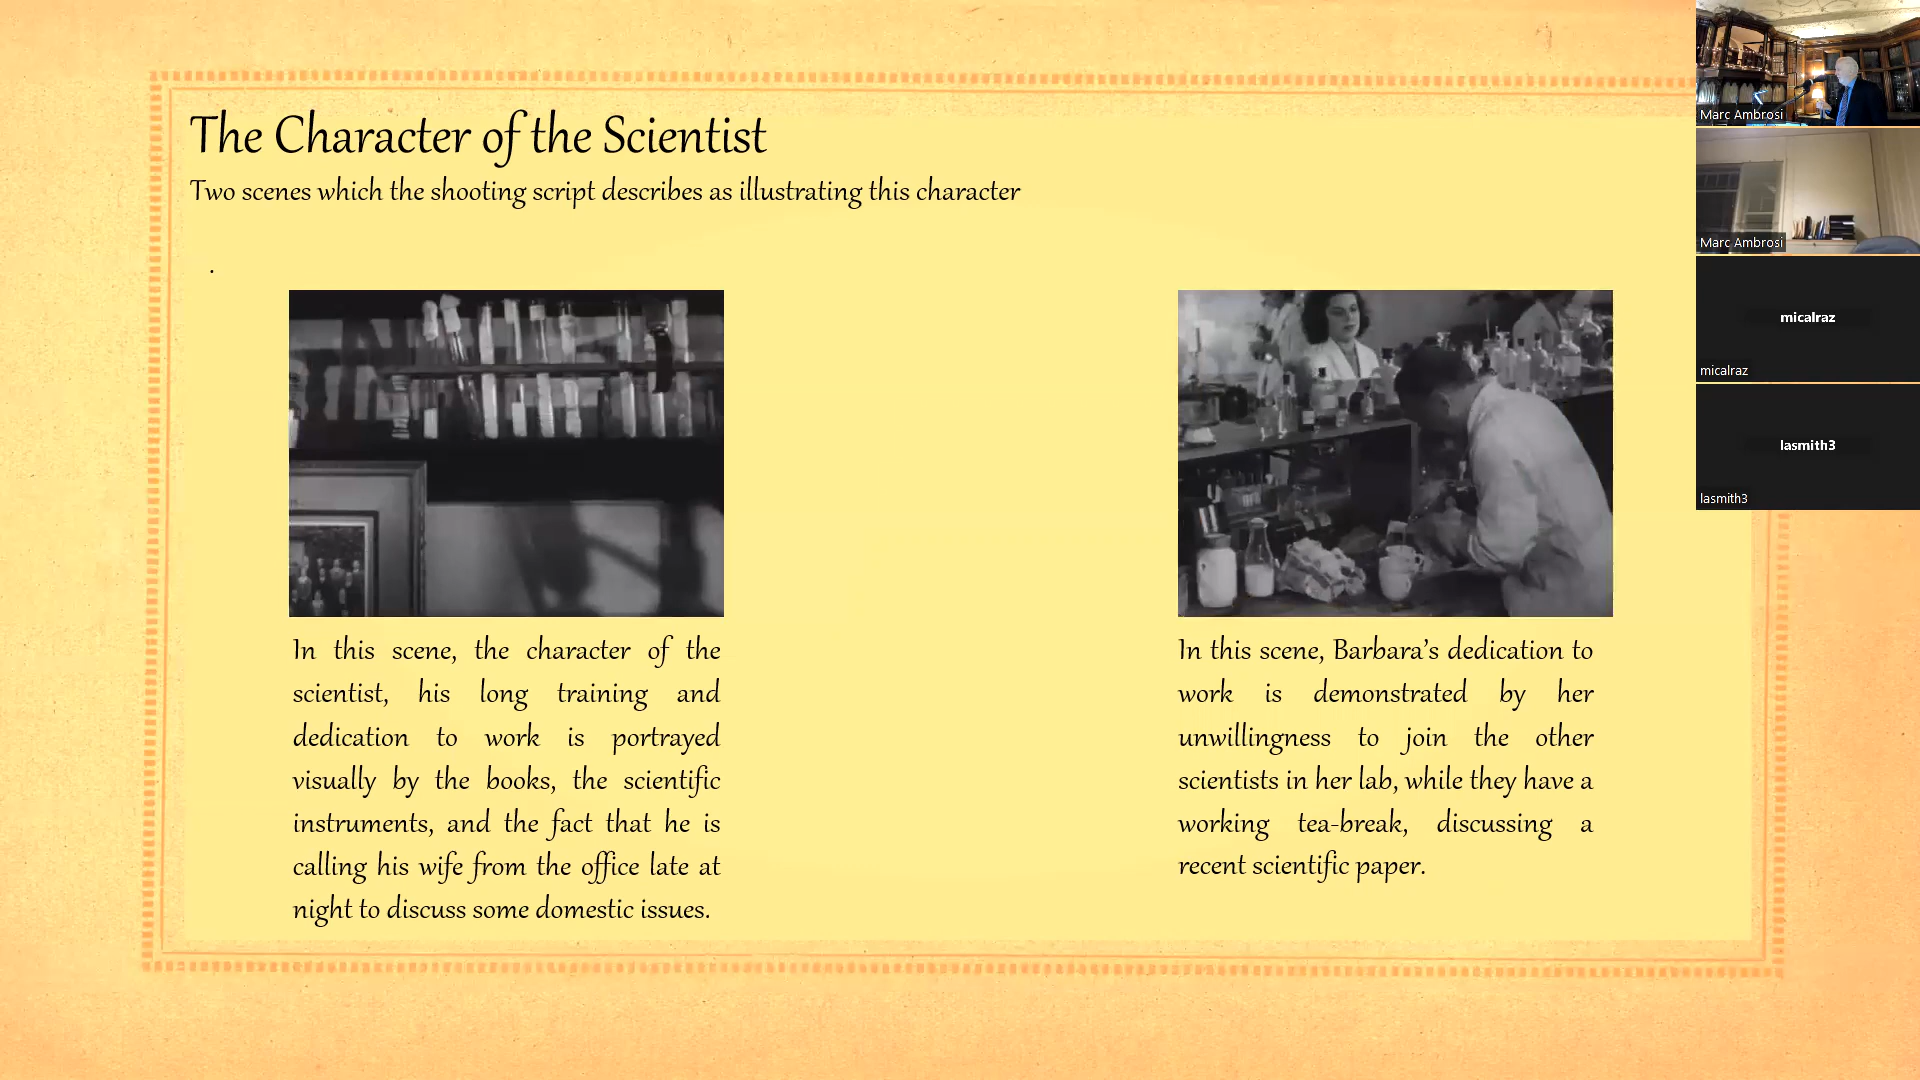 The Character of the Scientist
Two scenes which the shooting script describes as illustrating this character
.
In this scene, the character of the
scientist, his long training and
dedication to work is portrayed
visually by the books, the scientific
instruments, and the fact that he is
calling his wife from the office late at
night to discuss some domestic issues.
In this scene, Barbara’s dedication to
work is demonstrated by her
unwillingness to join the other
scientists in her lab, while they have a
working tea-break, discussing a
recent scientific paper.
Marc Ambrosi
Marc Ambrosi
micalraz
micalraz
lasmith3
lasmith3